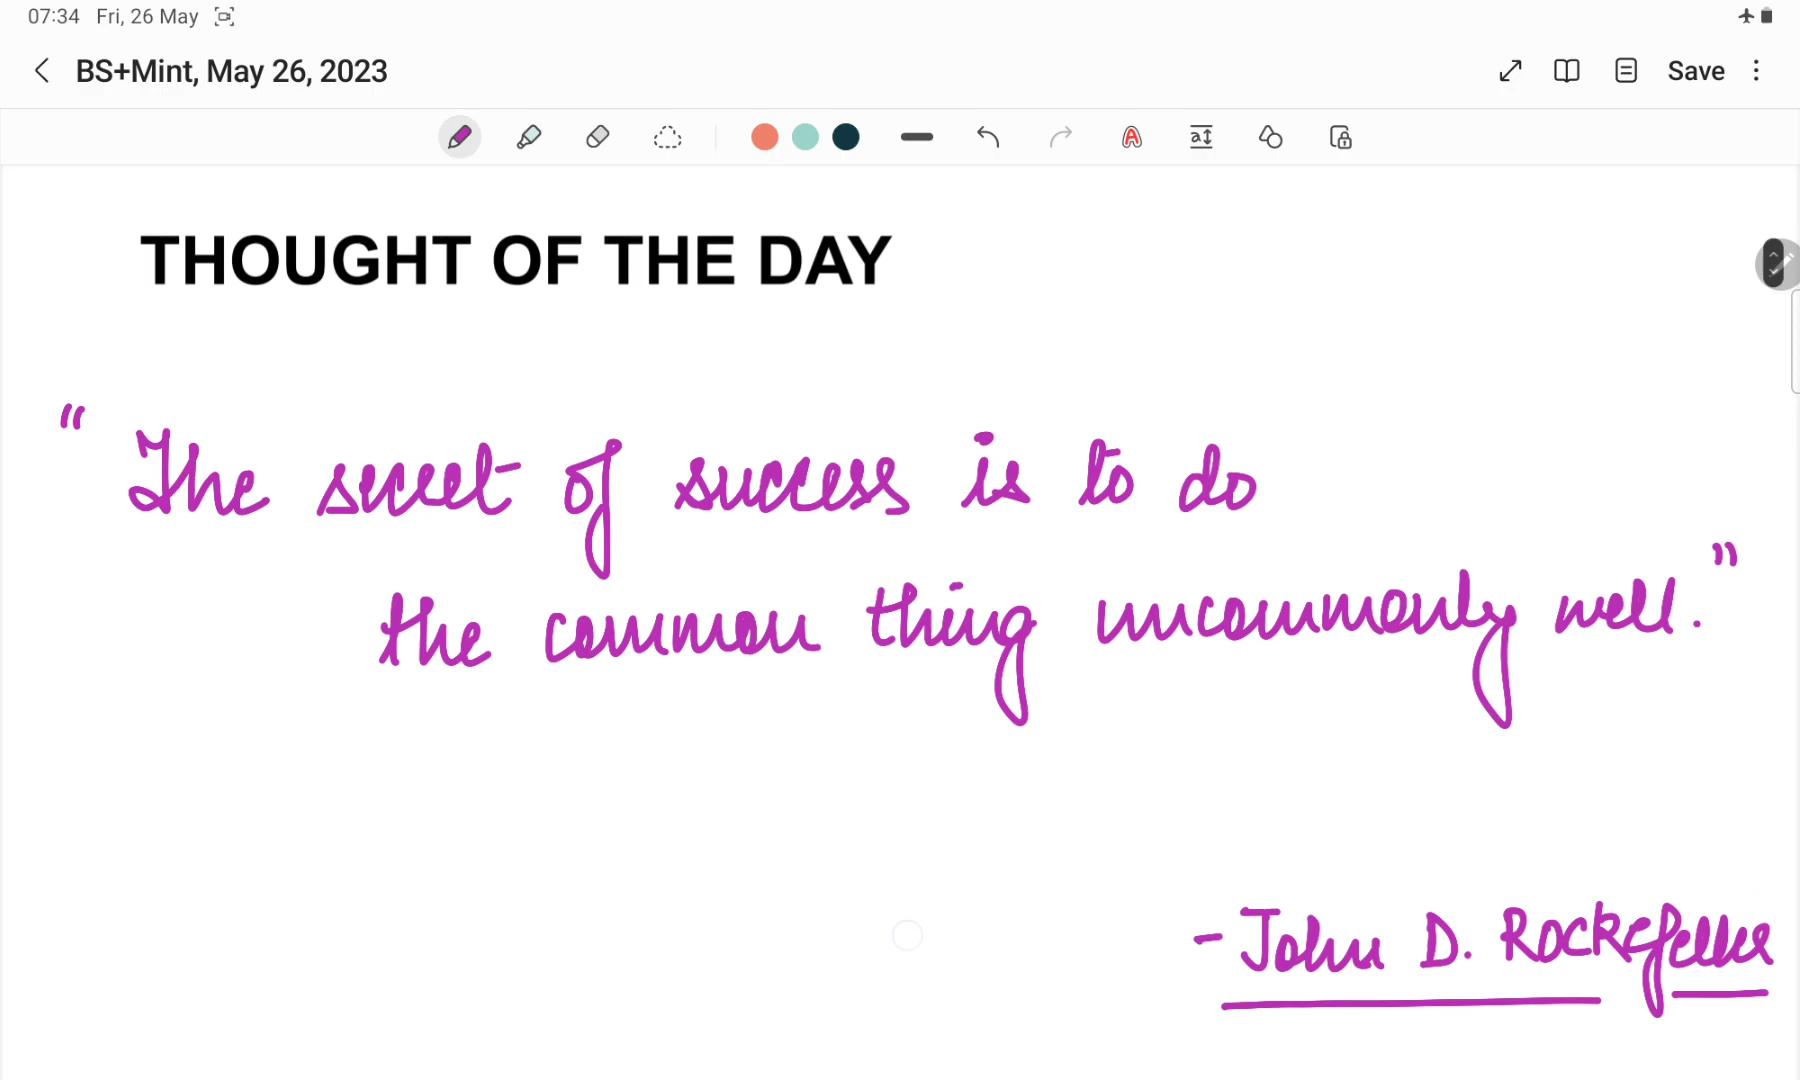 07:34 Fri, 26 May
BS+Mint, May 26, 2023
Save
THOUGHT OF THE DAY
“The secret of success is to do
the common thing uncommonly well.”
- John D. Rockefeller